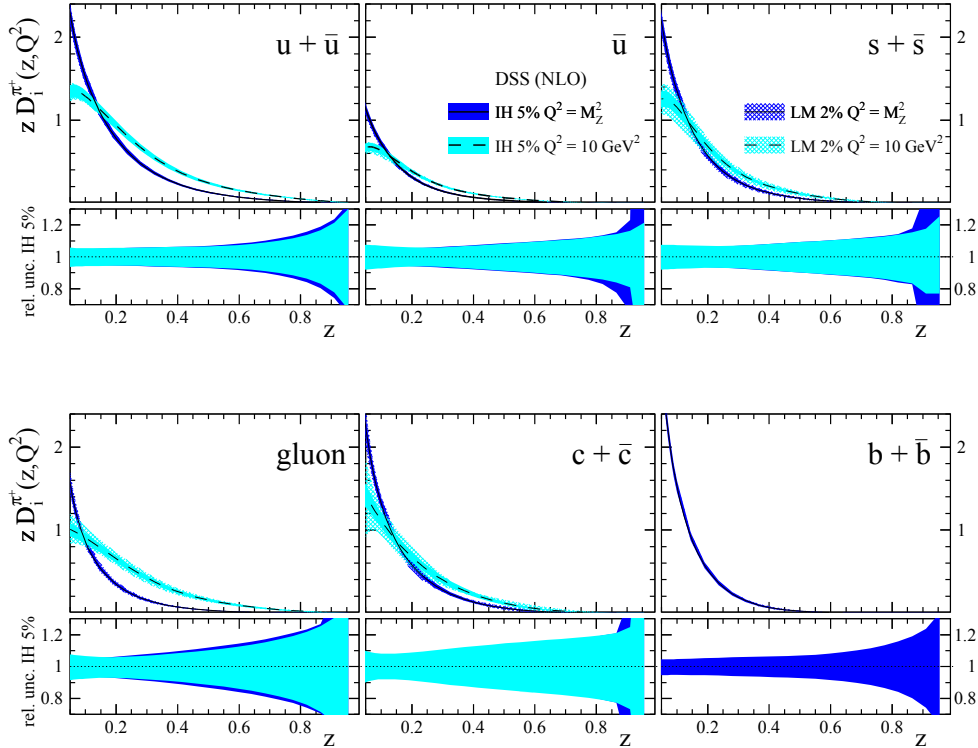 z D_i^{π+}(z,Q²)
2
1
u + ū
ū
DSS (NLO)
IH 5% Q² = M_Z²
IH 5% Q² = 10 GeV²
s + s̄
LM 2% Q² = M_Z²
LM 2% Q² = 10 GeV²
2
1
rel. unc. IH 5%
1.2
1
0.8
1.2
1
0.8
0.2 0.4 0.6 0.8
z
0.2 0.4 0.6 0.8
z
0.2 0.4 0.6 0.8
z
z D_i^{π+}(z,Q²)
2
1
gluon
c + c̄
b + b̄
2
1
rel. unc. IH 5%
1.2
1
0.8
1.2
1
0.8
0.2 0.4 0.6 0.8
z
0.2 0.4 0.6 0.8
z
0.2 0.4 0.6 0.8
z